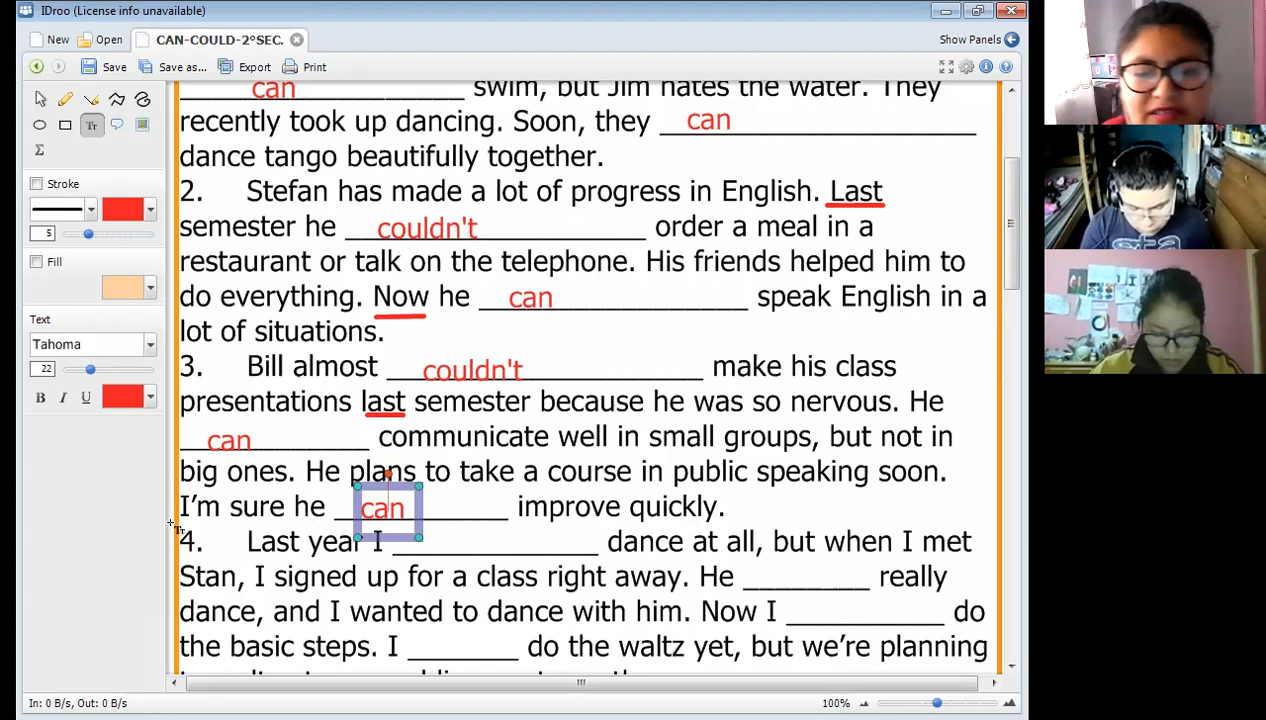 IDroo (License info unavailable)
New Open CAN-COULD-2°SEC. Show Panels
Save Save as... Export Print
can swim, but Jim hates the water. They
recently took up dancing. Soon, they can
dance tango beautifully together.
2. Stefan has made a lot of progress in English. Last
semester he couldn't order a meal in a
restaurant or talk on the telephone. His friends helped him to
do everything. Now he can speak English in a
lot of situations.
3. Bill almost couldn't make his class
presentations last semester because he was so nervous. He
can communicate well in small groups, but not in
big ones. He plans to take a course in public speaking soon.
I'm sure he can improve quickly.
4. Last year I ______________ dance at all, but when I met
Stan, I signed up for a class right away. He ________ really
dance, and I wanted to dance with him. Now I __________ do
the basic steps. I _______ do the waltz yet, but we're planning
Tr
Σ
Stroke
5
Fill
Text
Tahoma
22
B I U
In: 0 B/s, Out: 0 B/s 100%